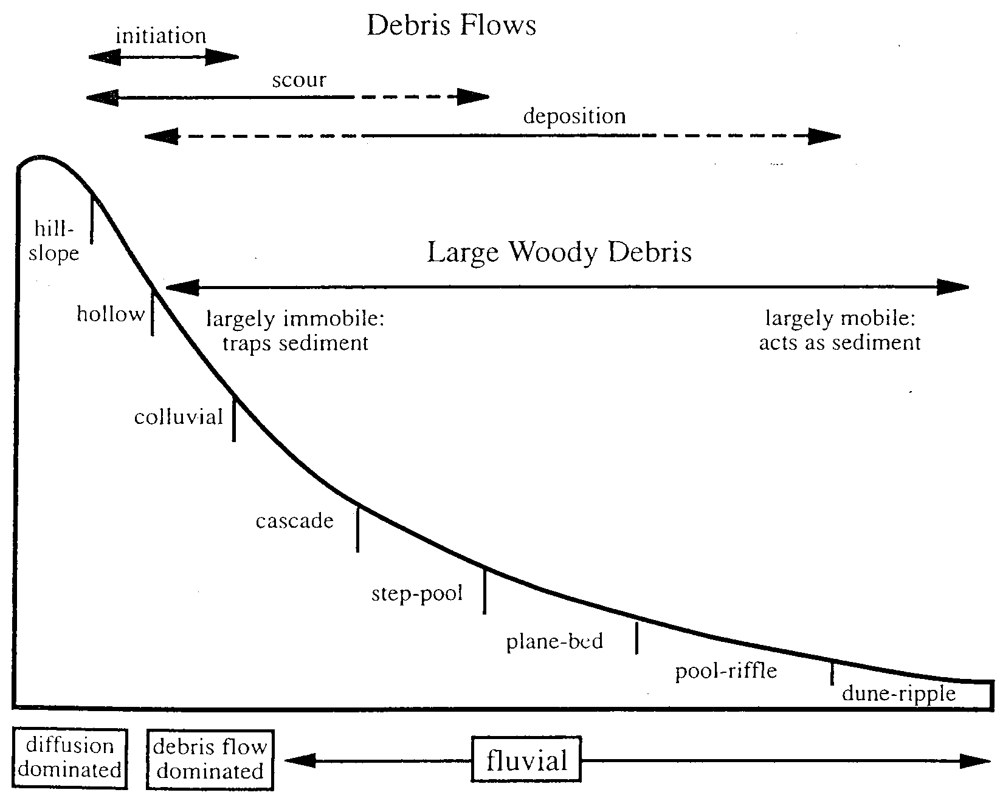 Debris Flows
initiation
scour
deposition
hill-
slope
Large Woody Debris
hollow
largely immobile:
traps sediment
largely mobile:
acts as sediment
colluvial
cascade
step-pool
plane-bed
pool-riffle
dune-ripple
diffusion
dominated
debris flow
dominated
fluvial